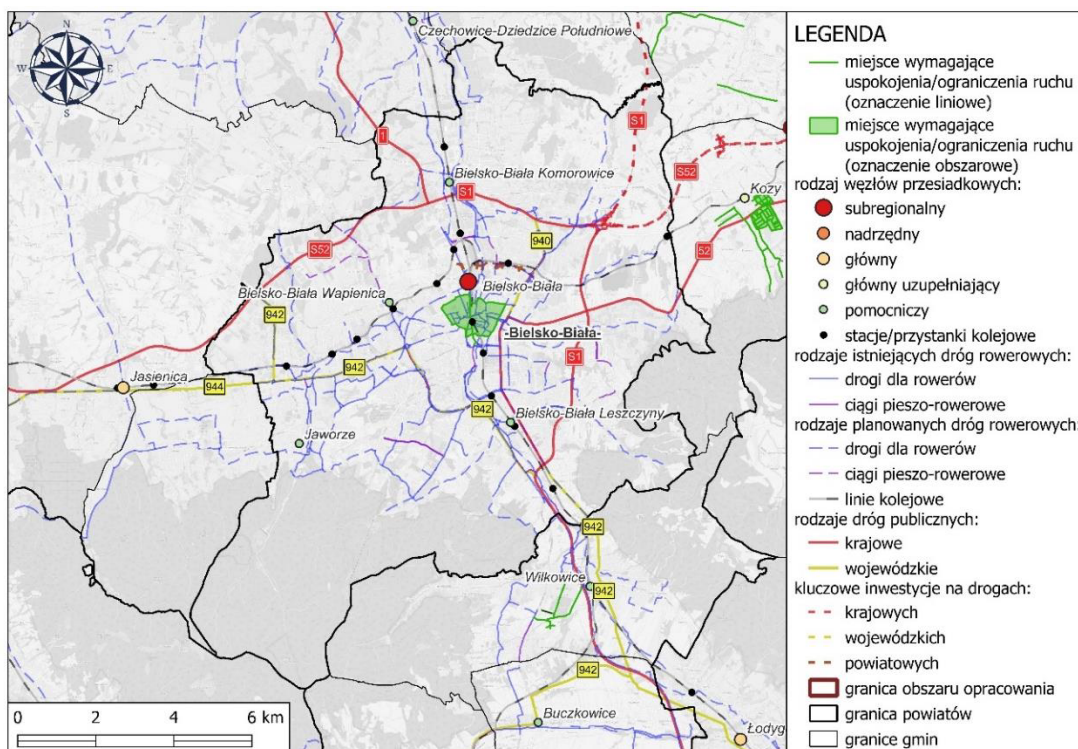 N
W
E
S
Czechowice-Dziedzice Południowe
1
S1
S52
Bielsko-Biała Komorowice
S1
Kozy
940
S52
52
Bielsko-Biała
Bielsko-Biała Wapienica
942
-Bielsko-Biała-
S1
942
Jasienica
944
942
Bielsko-Biała Leszczyny
Jaworze
942
Wilkowice
942
942
Buczkowice
Łodyg
0 2 4 6 km
LEGENDA
miejsce wymagające
uspokojenia/ograniczenia ruchu
(oznaczenie liniowe)
miejsce wymagające
uspokojenia/ograniczenia ruchu
(oznaczenie obszarowe)
rodzaj węzłów przesiadkowych:
subregionalny
nadrzędny
główny
główny uzupełniający
pomocniczy
stacje/przystanki kolejowe
rodzaje istniejących dróg rowerowych:
drogi dla rowerów
ciągi pieszo-rowerowe
rodzaje planowanych dróg rowerowych:
drogi dla rowerów
ciągi pieszo-rowerowe
linie kolejowe
rodzaje dróg publicznych:
krajowe
wojewódzkie
kluczowe inwestycje na drogach:
krajowych
wojewódzkich
powiatowych
granica obszaru opracowania
granica powiatów
granice gmin